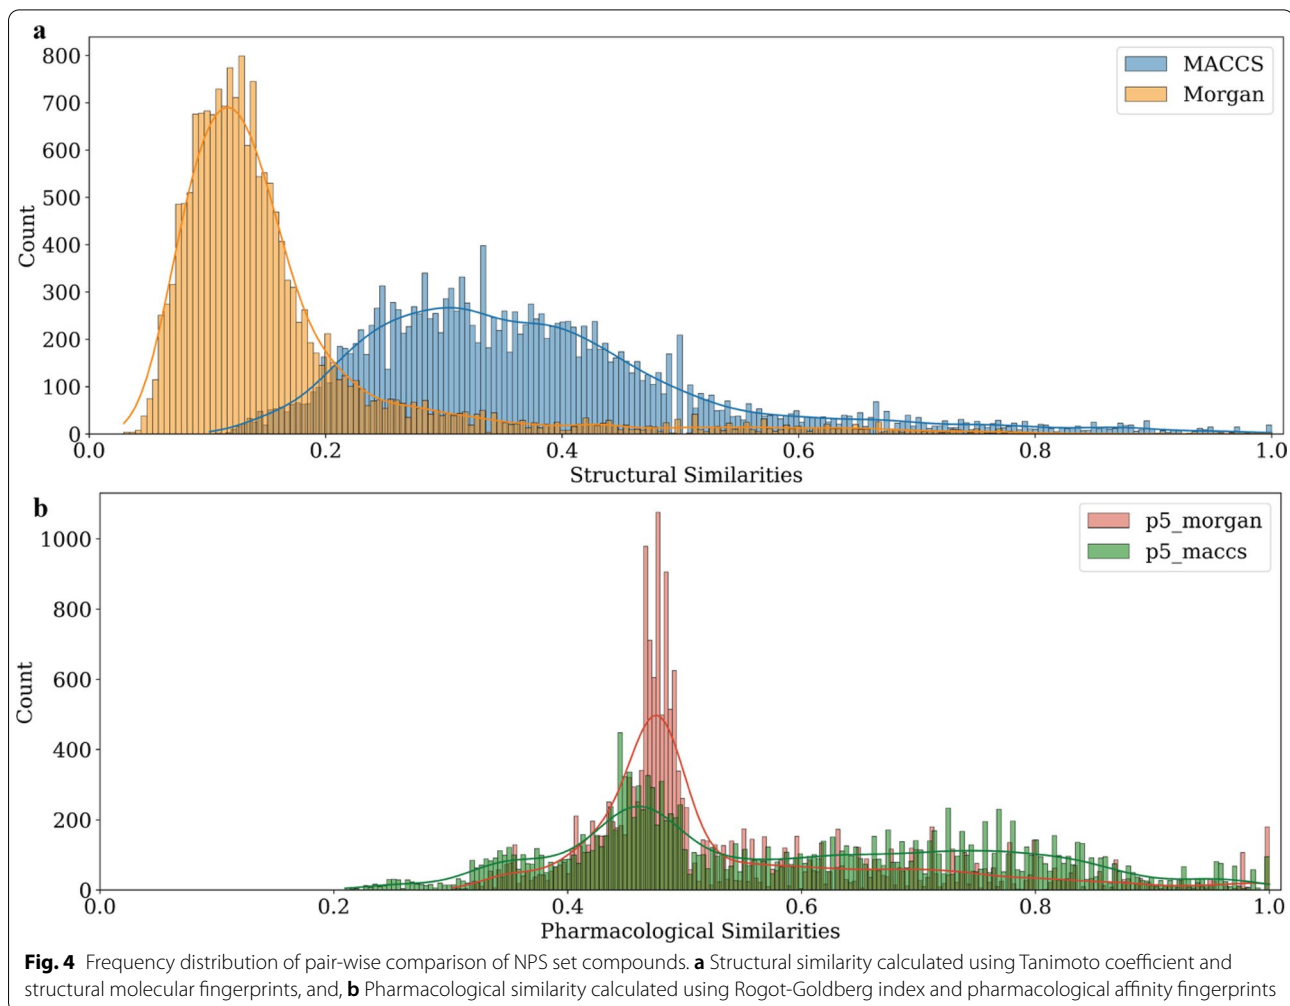 a
800
700
600
500
400
300
200
100
0
Count
MACCS
Morgan
0.0 0.2 0.4 0.6 0.8 1.0
Structural Similarities
b
1000
800
600
400
200
0
Count
p5_morgan
p5_maccs
0.0 0.2 0.4 0.6 0.8 1.0
Pharmacological Similarities
Fig. 4 Frequency distribution of pair-wise comparison of NPS set compounds. a Structural similarity calculated using Tanimoto coefficient and
structural molecular fingerprints, and, b Pharmacological similarity calculated using Rogot-Goldberg index and pharmacological affinity fingerprints